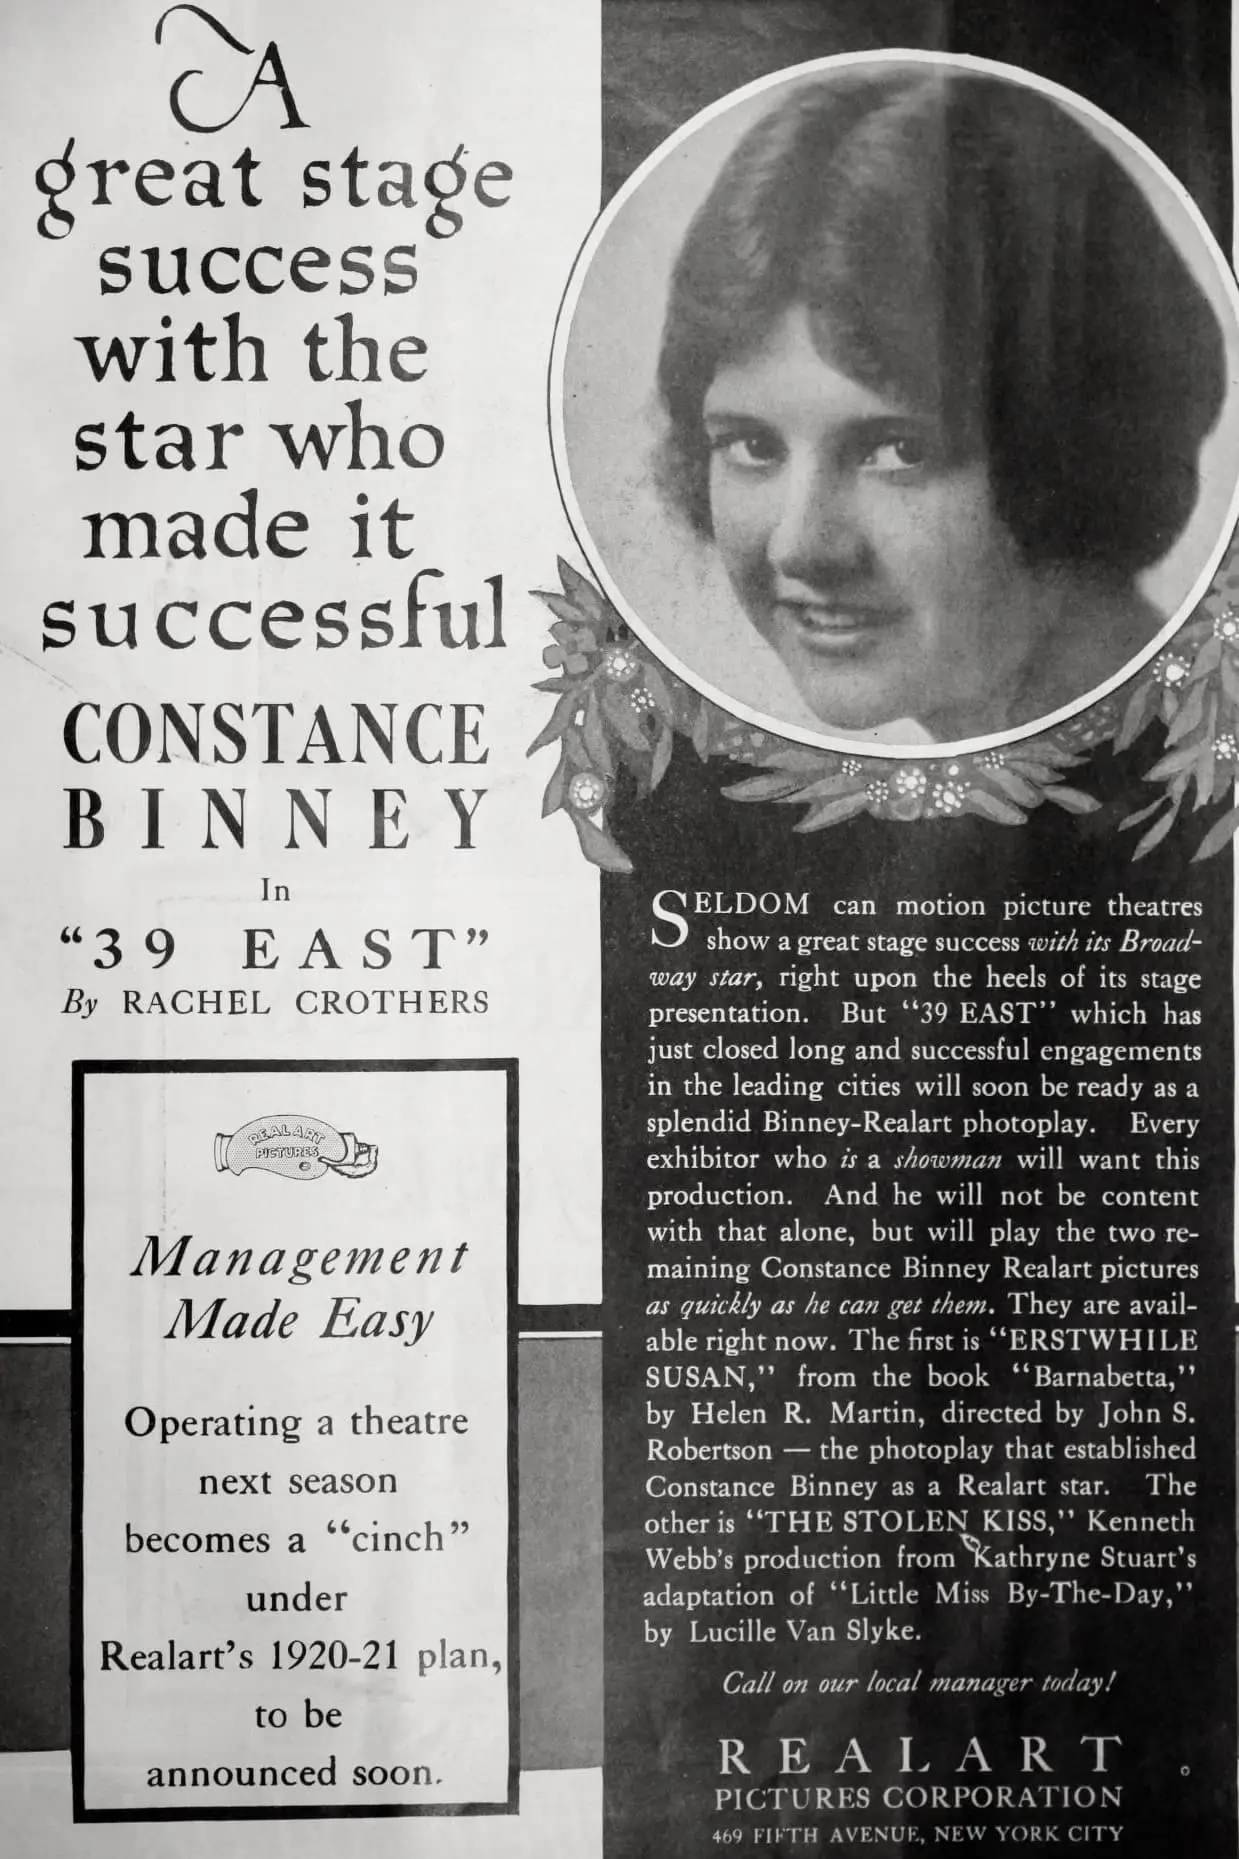 A
great stage
success
with the
star who
made it
successful
CONSTANCE
BINNEY
In
“39 EAST”
By RACHEL CROTHERS
REALART
PICTURES
Management
Made Easy
Operating a theatre
next season
becomes a “cinch”
under
Realart’s 1920-21 plan,
to be
announced soon.
SELDOM can motion picture theatres
show a great stage success with its Broad-
way star, right upon the heels of its stage
presentation. But “39 EAST” which has
just closed long and successful engagements
in the leading cities will soon be ready as a
splendid Binney-Realart photoplay. Every
exhibitor who is a showman will want this
production. And he will not be content
with that alone, but will play the two re-
maining Constance Binney Realart pictures
as quickly as he can get them. They are avail-
able right now. The first is “ERSTWHILE
SUSAN,” from the book “Barnabetta,”
by Helen R. Martin, directed by John S.
Robertson — the photoplay that established
Constance Binney as a Realart star. The
other is “THE STOLEN KISS,” Kenneth
Webb’s production from Kathryne Stuart’s
adaptation of “Little Miss By-The-Day,”
by Lucille Van Slyke.
Call on our local manager today!
REALART
PICTURES CORPORATION
469 FIFTH AVENUE, NEW YORK CITY